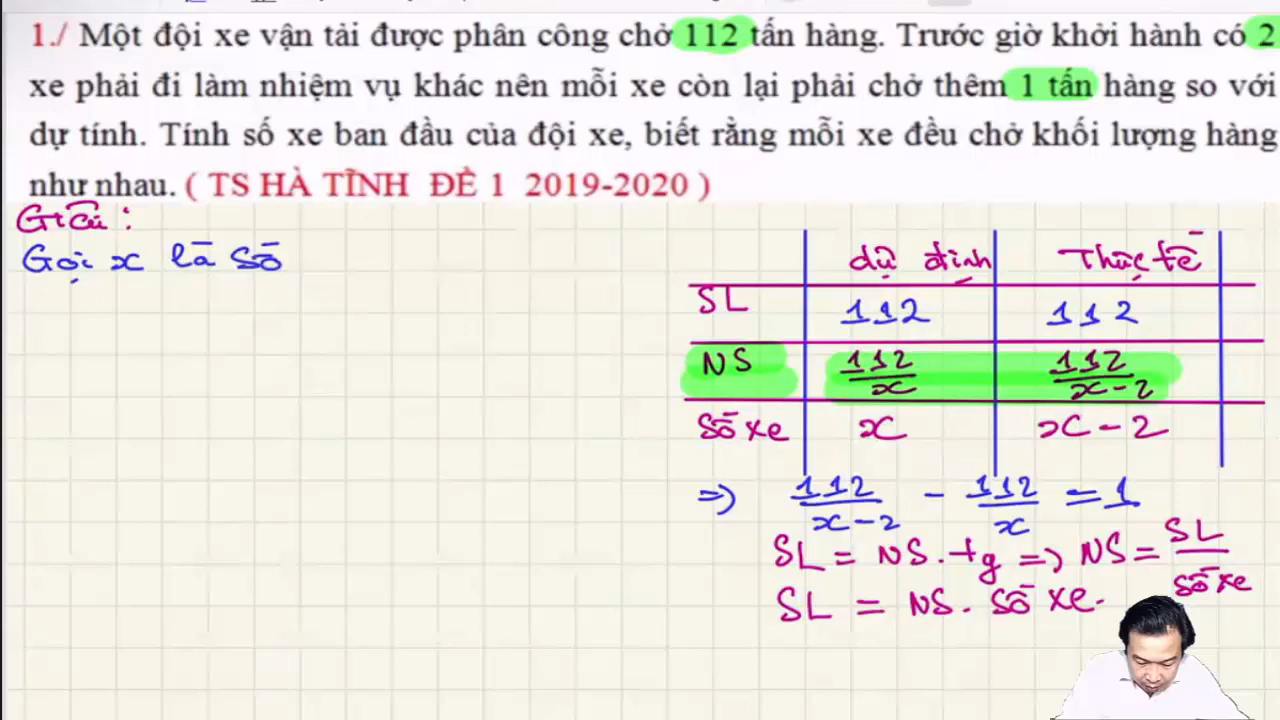 1./ Một đội xe vận tải được phân công chở 112 tấn hàng. Trước giờ khởi hành có 2
xe phải đi làm nhiệm vụ khác nên mỗi xe còn lại phải chở thêm 1 tấn hàng so với
dự tính. Tính số xe ban đầu của đội xe, biết rằng mỗi xe đều chở khối lượng hàng
như nhau. ( TS HÀ TĨNH ĐỀ 1 2019-2020 )
Giải :
Gọi x là số
dự định Thực tế
SL 112 112
NS 112/x 112/x-2
Số xe x x-2
=> 112/x-2 - 112/x = 1
SL = NS . tg => NS = SL/số xe
SL = NS . số xe .